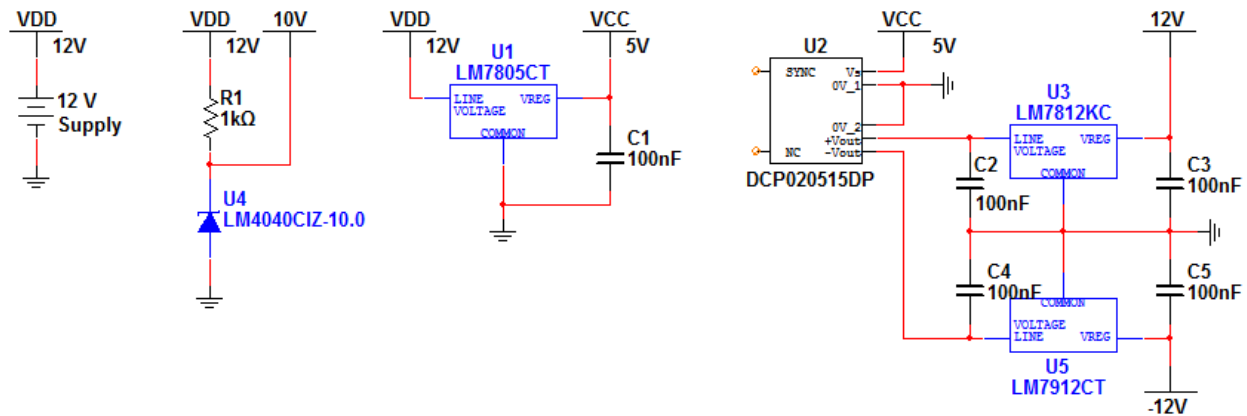 VDD
12V
12 V
Supply
VDD
12V
10V
R1
1kΩ
U4
LM4040CIZ-10.0
VDD
12V
U1
LM7805CT
LINE VREG
VOLTAGE
COMMON
VCC
5V
C1
100nF
U2
SYNC
NC
Vs
0V_1
0V_2
+Vout
-Vout
DCP020515DP
VCC
5V
12V
U3
LM7812KC
LINE VREG
VOLTAGE
COMMON
C2
100nF
C3
100nF
C4
100nF
C5
100nF
COMMON
VOLTAGE
LINE VREG
U5
LM7912CT
-12V